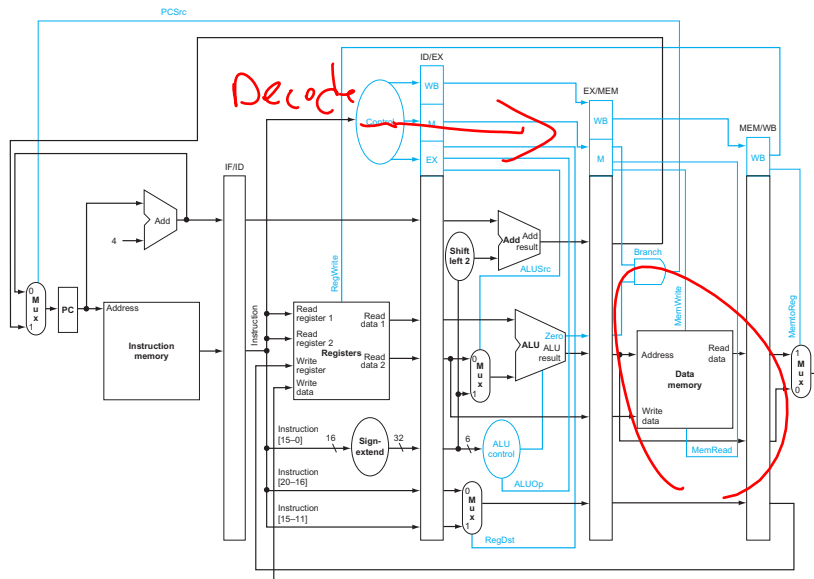 PCSrc
Decode
ID/EX
WB
Control
M
EX
EX/MEM
WB
M
MEM/WB
WB
IF/ID
Add
4
RegWrite
Shift
left 2
Add
Add
result
ALUSrc
Branch
MemWrite
MemtoReg
0
M
u
x
1
PC
Address
Instruction
memory
Instruction
Read
register 1
Read
register 2
Write
register
Write
data
Registers
Read
data 1
Read
data 2
0
M
u
x
1
Zero
ALU
ALU
result
Address
Data
memory
Read
data
Write
data
1
M
u
x
0
Instruction
[15–0]
16
Sign-
extend
32
6
ALU
control
MemRead
Instruction
[20–16]
ALUOp
Instruction
[15–11]
0
M
u
x
1
RegDst